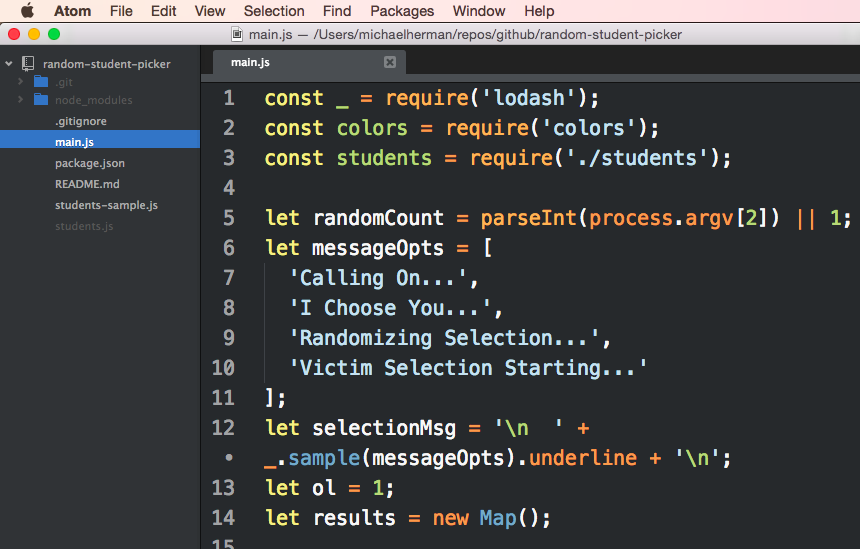 Atom File Edit View Selection Find Packages Window Help
main.js — /Users/michaelherman/repos/github/random-student-picker
random-student-picker
.git
node_modules
.gitignore
main.js
package.json
README.md
students-sample.js
students.js
main.js
1 const _ = require('lodash');
2 const colors = require('colors');
3 const students = require('./students');
4
5 let randomCount = parseInt(process.argv[2]) || 1;
6 let messageOpts = [
7 'Calling On...',
8 'I Choose You...',
9 'Randomizing Selection...',
10 'Victim Selection Starting...'
11 ];
12 let selectionMsg = '\n  ' +
• _.sample(messageOpts).underline + '\n';
13 let ol = 1;
14 let results = new Map();
15